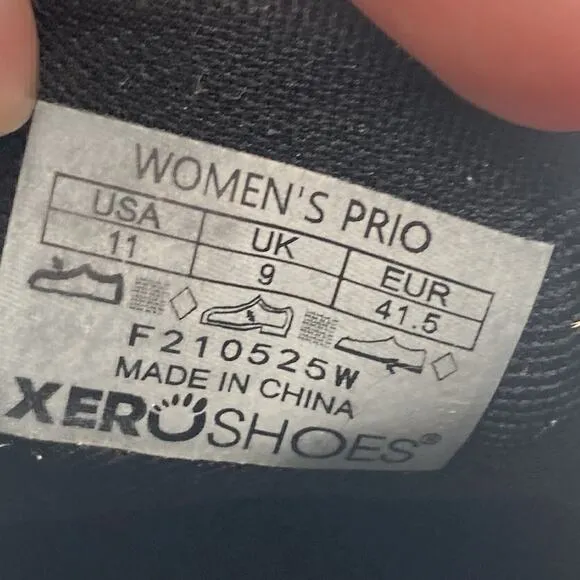 WOMEN'S PRIO
USA UK EUR
11 9 41.5
F210525W
MADE IN CHINA
XEROSHOES®